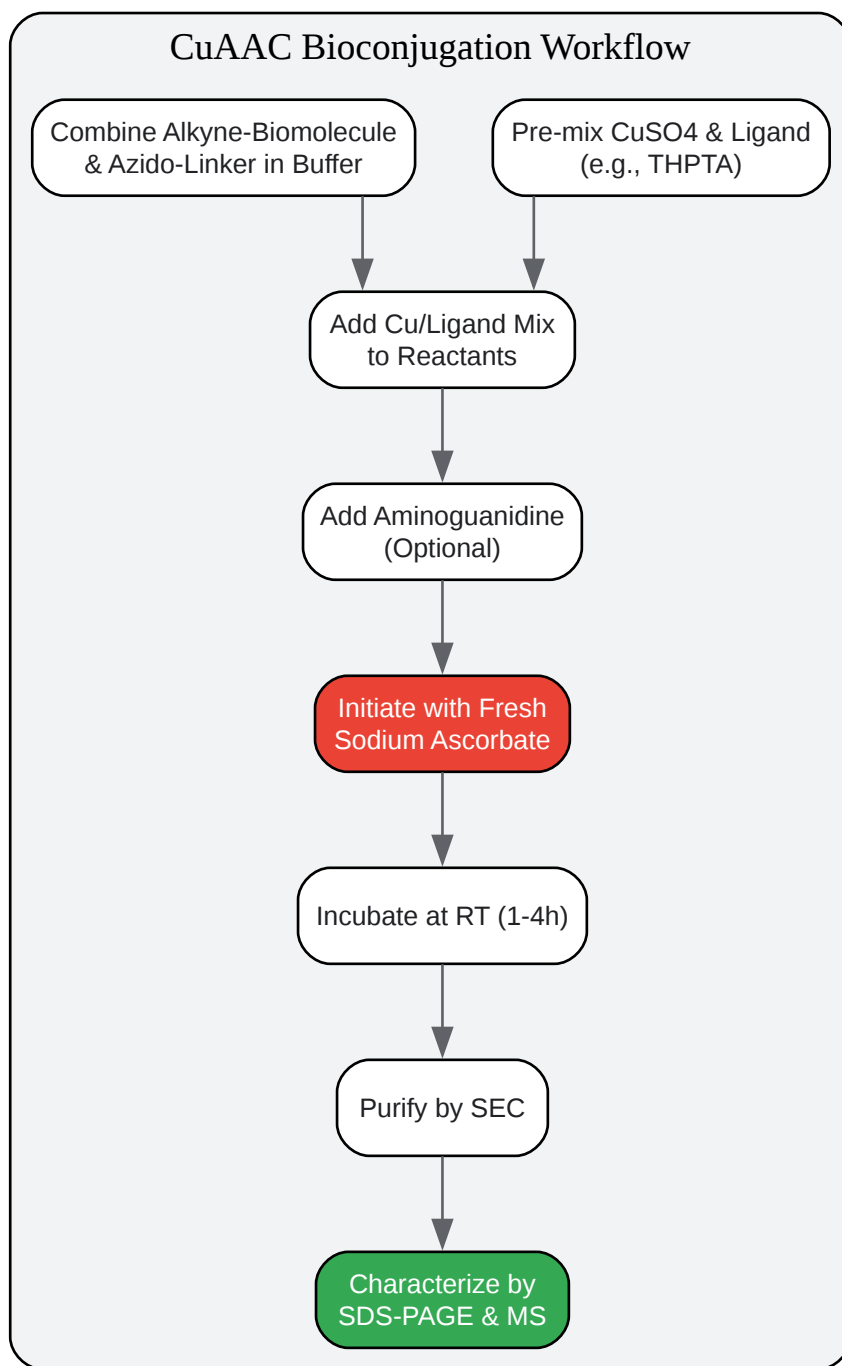 CuAAC Bioconjugation Workflow
Combine Alkyne-Biomolecule
& Azido-Linker in Buffer
Pre-mix CuSO4 & Ligand
(e.g., THPTA)
Add Cu/Ligand Mix
to Reactants
Add Aminoguanidine
(Optional)
Initiate with Fresh
Sodium Ascorbate
Incubate at RT (1-4h)
Purify by SEC
Characterize by
SDS-PAGE & MS